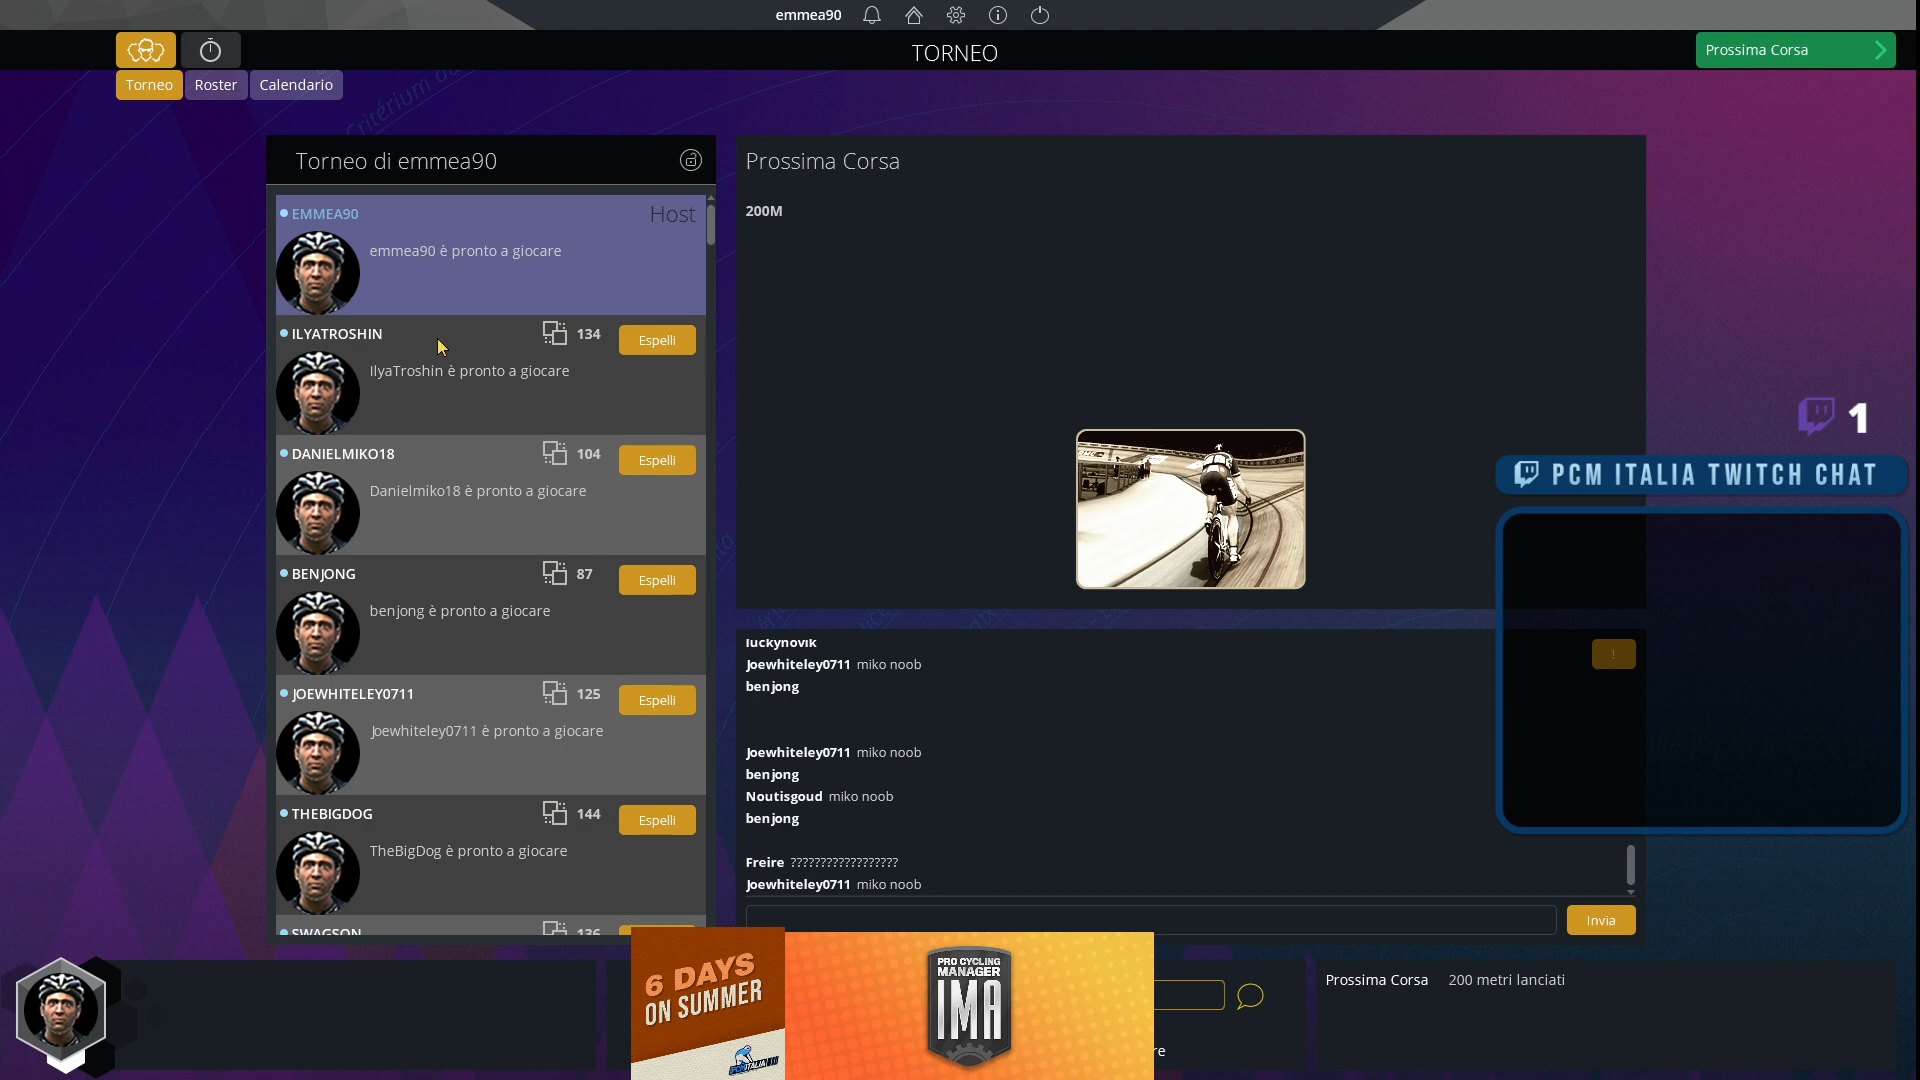 emmea90
TORNEO
Prossima Corsa
Torneo
Roster
Calendario
Torneo di emmea90
EMMEA90
Host
emmea90 è pronto a giocare
ILYATROSHIN
134
Espelli
IlyaTroshin è pronto a giocare
DANIELMIKO18
104
Espelli
Danielmiko18 è pronto a giocare
BENJONG
87
Espelli
benjong è pronto a giocare
JOEWHITELEY0711
125
Espelli
Joewhiteley0711 è pronto a giocare
THEBIGDOG
144
Espelli
TheBigDog è pronto a giocare
SWAGSON
136
Prossima Corsa
200M
luckynovik
Joewhiteley0711 miko noob
benjong
Joewhiteley0711 miko noob
benjong
Noutisgoud miko noob
benjong
Freire ??????????????????
Joewhiteley0711 miko noob
!
Invia
1
PCM ITALIA TWITCH CHAT
6 DAYS
ON SUMMER
PCMITALIA
PRO CYCLING
MANAGER
IMA
re
Prossima Corsa 200 metri lanciati